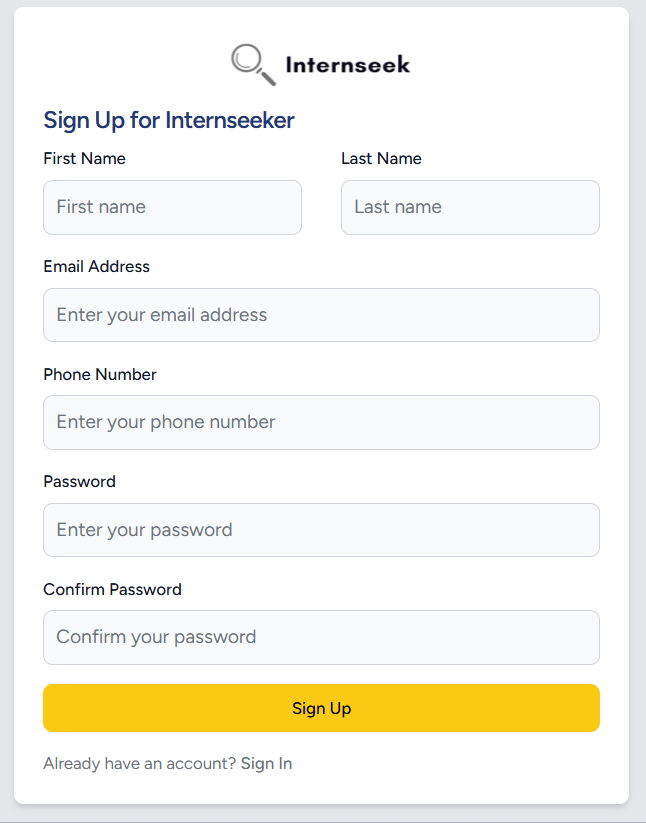 Internseek
Sign Up for Internseeker
First Name Last Name
First name Last name
Email Address
Enter your email address
Phone Number
Enter your phone number
Password
Enter your password
Confirm Password
Confirm your password
Sign Up
Already have an account? Sign In